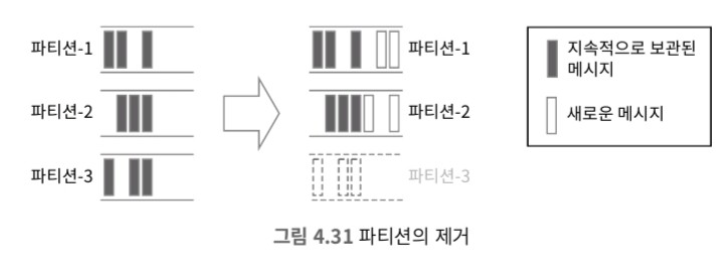 파티션-1
파티션-2
파티션-3
파티션-1
파티션-2
파티션-3
지속적으로 보관된
메시지
새로운 메시지
그림 4.31 파티션의 제거